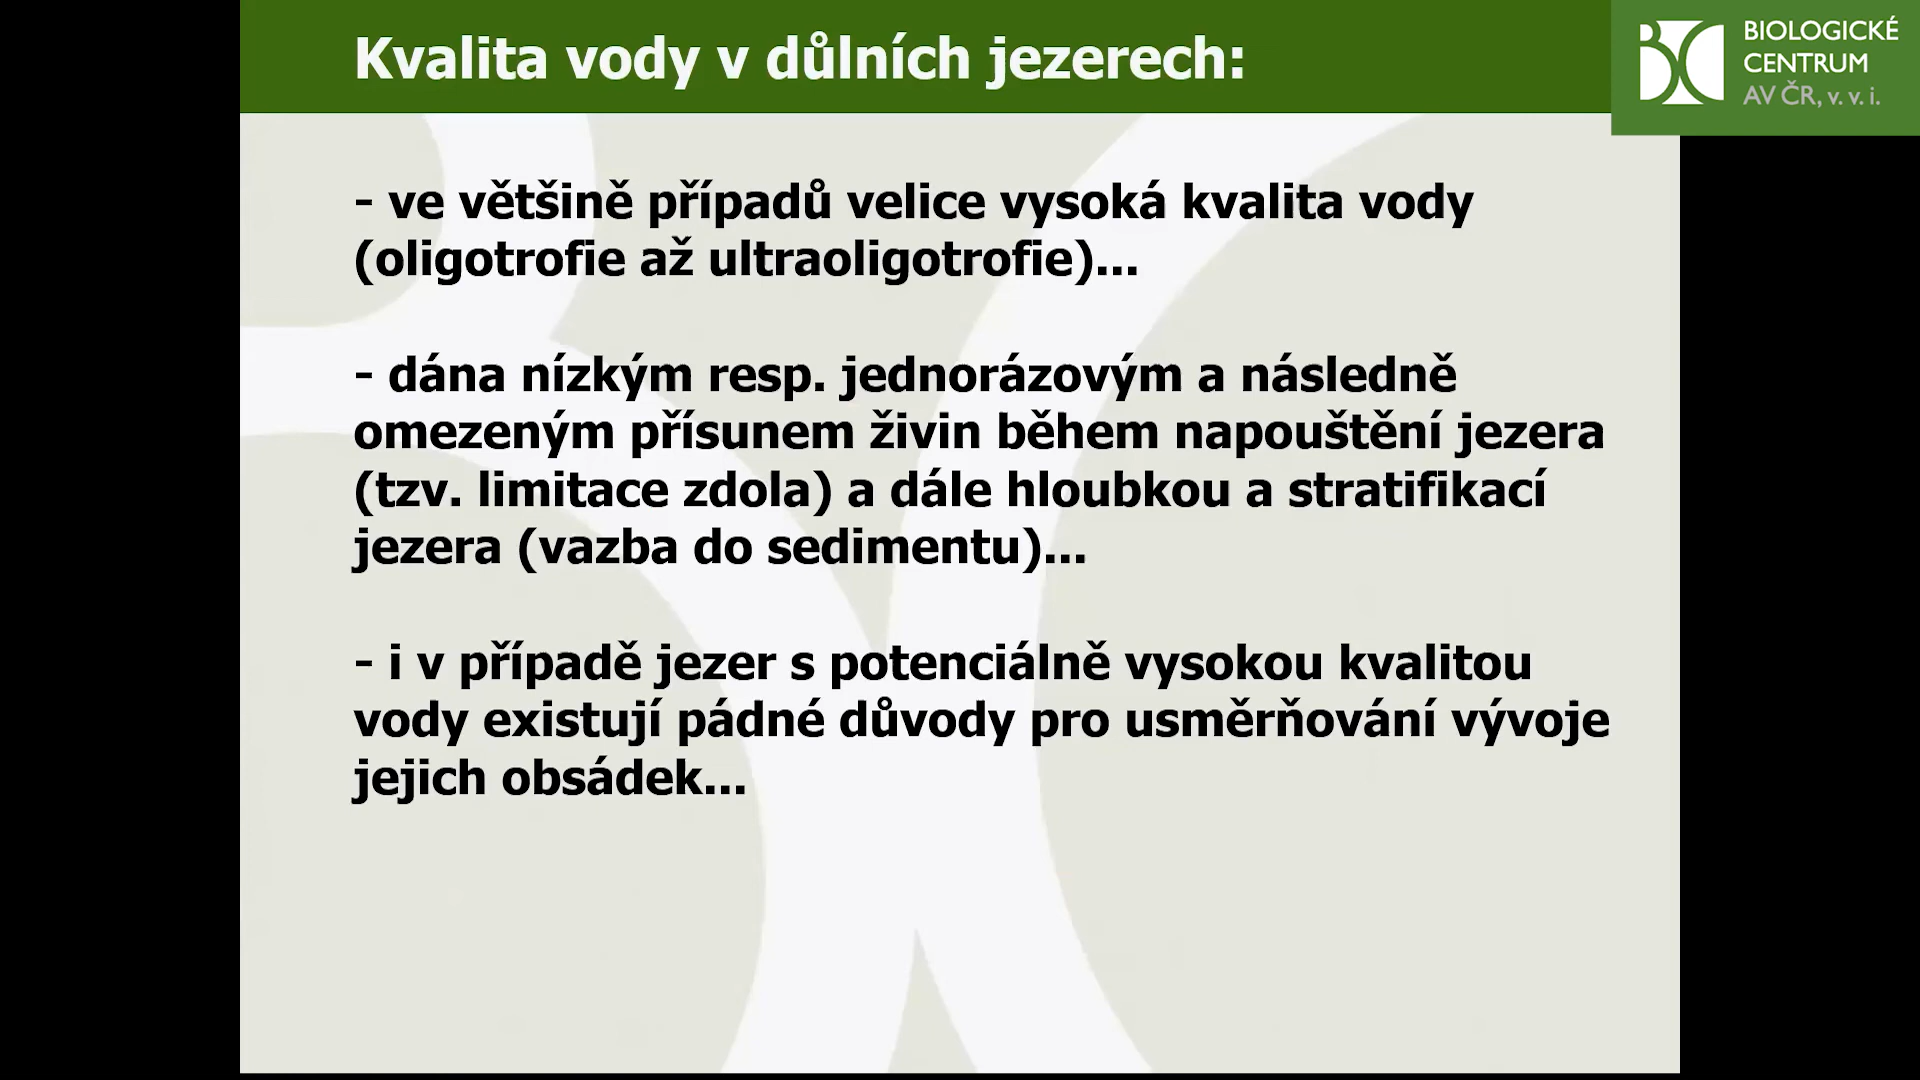 Kvalita vody v důlních jezerech:
BIOLOGICKÉ
CENTRUM
AV ČR, v. v. i.
- ve většině případů velice vysoká kvalita vody
(oligotrofie až ultraoligotrofie)...
- dána nízkým resp. jednorázovým a následně
omezeným přísunem živin během napouštění jezera
(tzv. limitace zdola) a dále hloubkou a stratifikací
jezera (vazba do sedimentu)...
- i v případě jezer s potenciálně vysokou kvalitou
vody existují pádné důvody pro usměrňování vývoje
jejich obsádek...